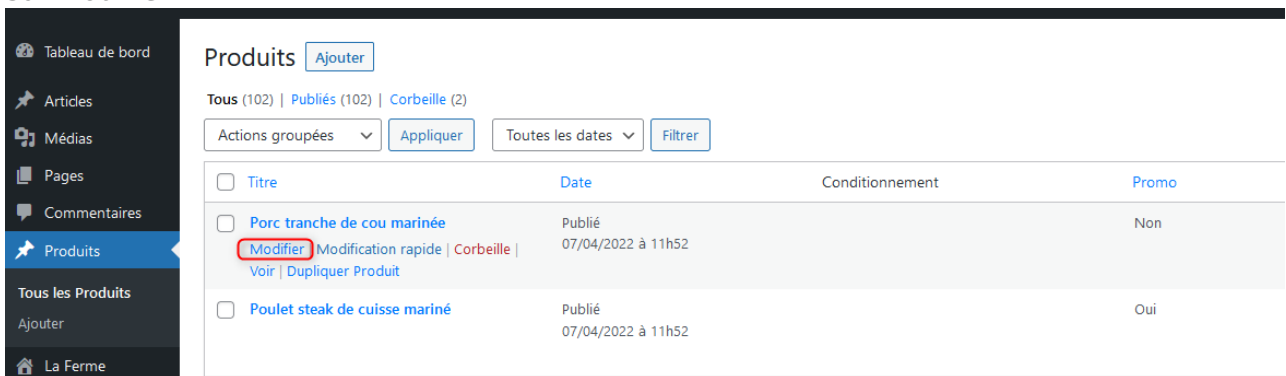 Tableau de bord
Articles
Médias
Pages
Commentaires
Produits
Tous les Produits
Ajouter
La Ferme
Produits Ajouter
Tous (102) | Publiés (102) | Corbeille (2)
Actions groupées Appliquer Toutes les dates Filtrer
Titre Date Conditionnement Promo
Porc tranche de cou marinée Publié Non
Modifier | Modification rapide | Corbeille | 07/04/2022 à 11h52
Voir | Dupliquer Produit
Poulet steak de cuisse mariné Publié Oui
07/04/2022 à 11h52